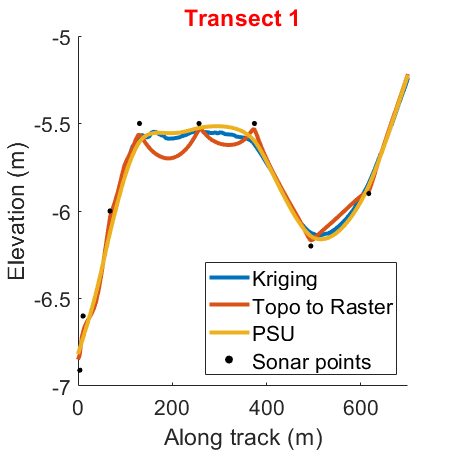 Transect 1
-5
-5.5
-6
-6.5
-7
Elevation (m)
Kriging
Topo to Raster
PSU
Sonar points
0
200
400
600
Along track (m)